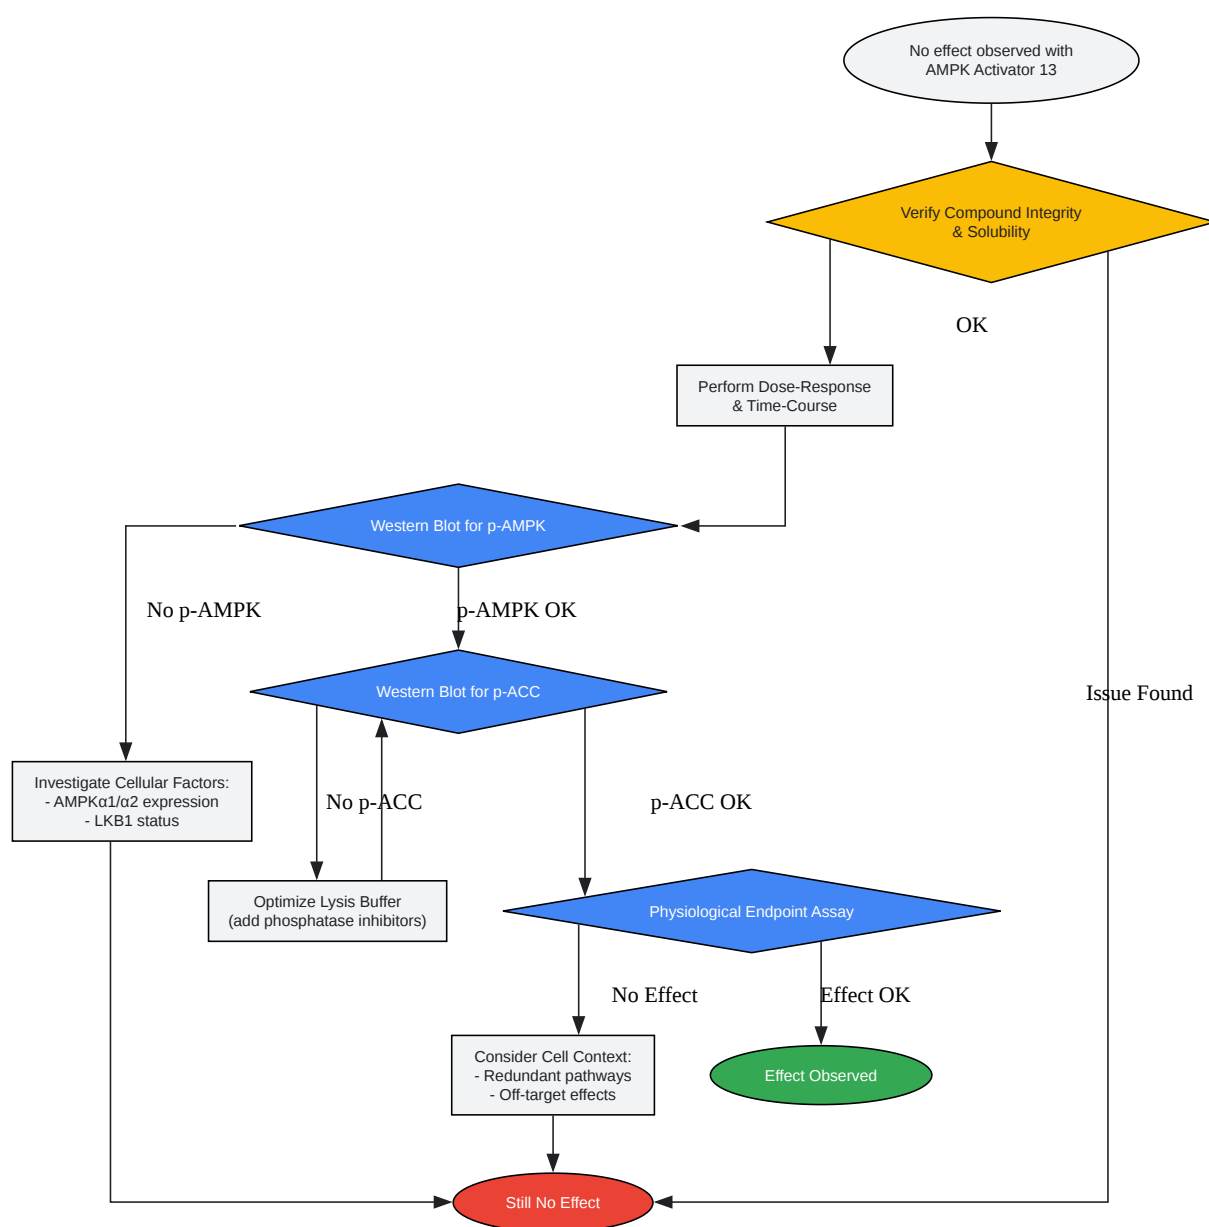 No effect observed with
AMPK Activator 13
Verify Compound Integrity
& Solubility
OK
Perform Dose-Response
& Time-Course
Western Blot for p-AMPK
No p-AMPK
p-AMPK OK
Western Blot for p-ACC
Issue Found
Investigate Cellular Factors:
- AMPKα1/α2 expression
- LKB1 status
No p-ACC
p-ACC OK
Optimize Lysis Buffer
(add phosphatase inhibitors)
Physiological Endpoint Assay
No Effect
Effect OK
Consider Cell Context:
- Redundant pathways
- Off-target effects
Effect Observed
Still No Effect